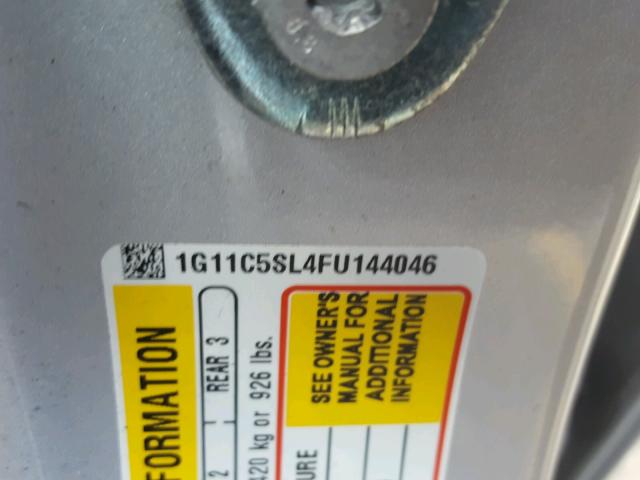 1G11C5SL4FU144046
SEE OWNER'S
MANUAL FOR
ADDITIONAL
INFORMATION
REAR 3
2
420 kg or 926 lbs.
FORMATION
URE